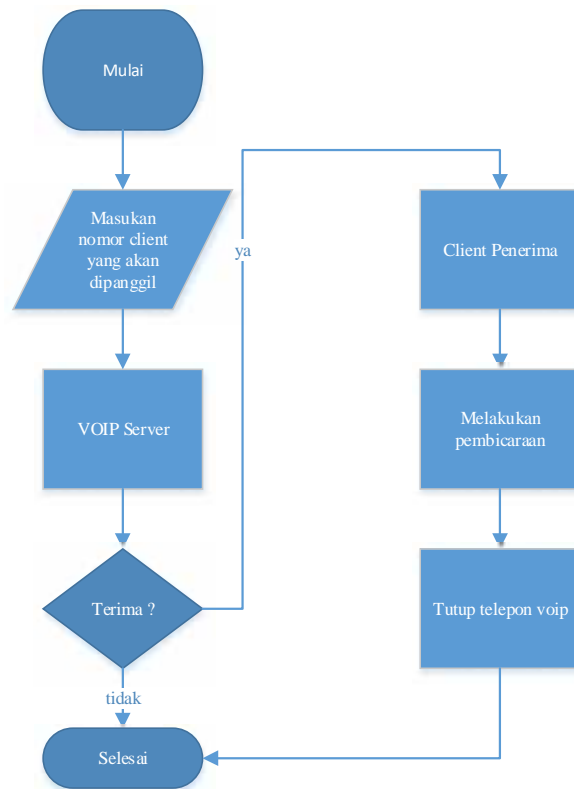 Mulai
Masukan
nomor client
yang akan
dipanggil
VOIP Server
Terima ?
ya
tidak
Client Penerima
Melakukan
pembicaraan
Tutup telepon voip
Selesai